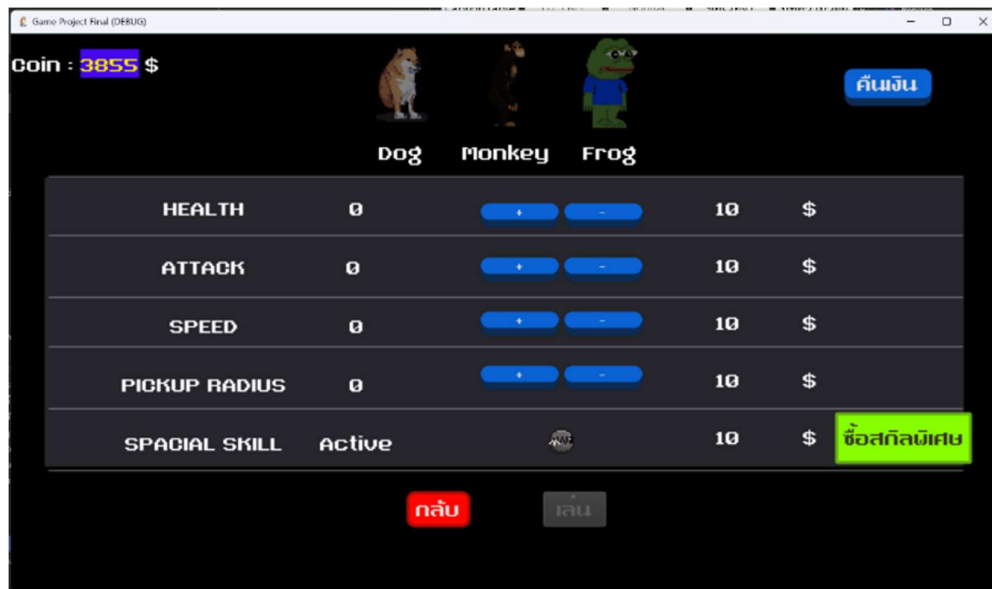 Game Project Final (DEBUG)
Coin : 3855 $
คืนเงิน
Dog Monkey Frog
HEALTH 0 + - 10 $
ATTACK 0 + - 10 $
SPEED 0 + - 10 $
PICKUP RADIUS 0 + - 10 $
SPACIAL SKILL Active 10 $ ซื้อสกิลพิเศษ
กลับ เล่น